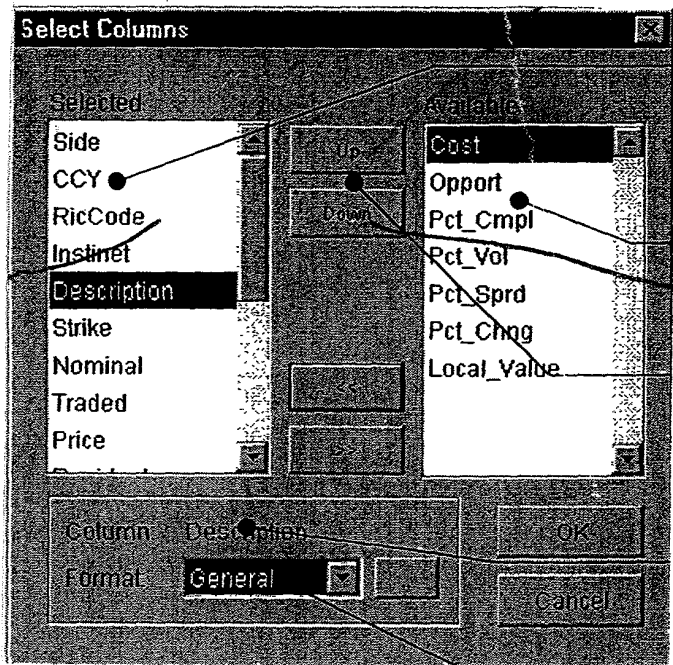 Select Columns
Selected
Available
Side
CCY
RicCode
Instinet
Description
Strike
Nominal
Traded
Price
Up
Down
<<
>>
Cost
Opport
Pct_Cmpl
Pct_Vol
Pct_Sprd
Pct_Chng
Local_Value
Column Description
Format General
OK
Cancel